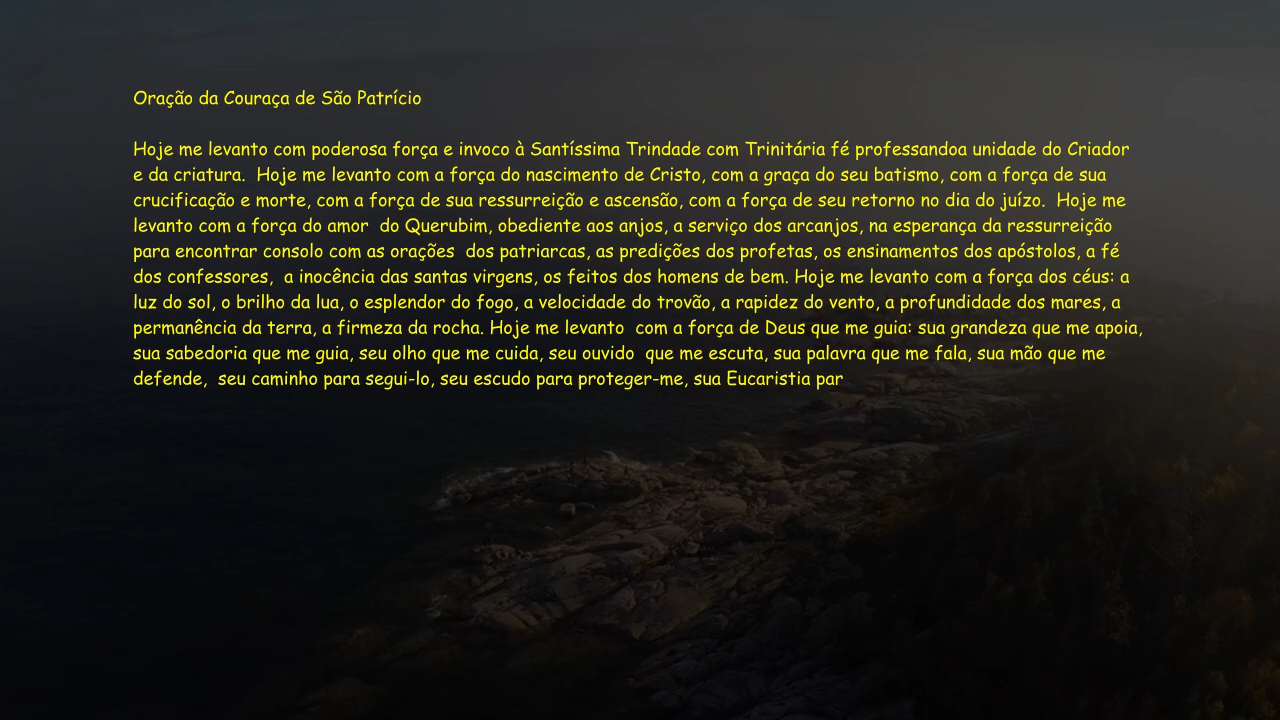 Oração da Couraça de São Patrício
Hoje me levanto com poderosa força e invoco à Santíssima Trindade com Trinitária fé professandoa unidade do Criador
e da criatura.  Hoje me levanto com a força do nascimento de Cristo, com a graça do seu batismo, com a força de sua
crucificação e morte, com a força de sua ressurreição e ascensão, com a força de seu retorno no dia do juízo.  Hoje me
levanto com a força do amor  do Querubim, obediente aos anjos, a serviço dos arcanjos, na esperança da ressurreição
para encontrar consolo com as orações  dos patriarcas, as predições dos profetas, os ensinamentos dos apóstolos, a fé
dos confessores,  a inocência das santas virgens, os feitos dos homens de bem. Hoje me levanto com a força dos céus: a
luz do sol, o brilho da lua, o esplendor do fogo, a velocidade do trovão, a rapidez do vento, a profundidade dos mares, a
permanência da terra, a firmeza da rocha. Hoje me levanto  com a força de Deus que me guia: sua grandeza que me apoia,
sua sabedoria que me guia, seu olho que me cuida, seu ouvido  que me escuta, sua palavra que me fala, sua mão que me
defende,  seu caminho para segui-lo, seu escudo para proteger-me, sua Eucaristia par